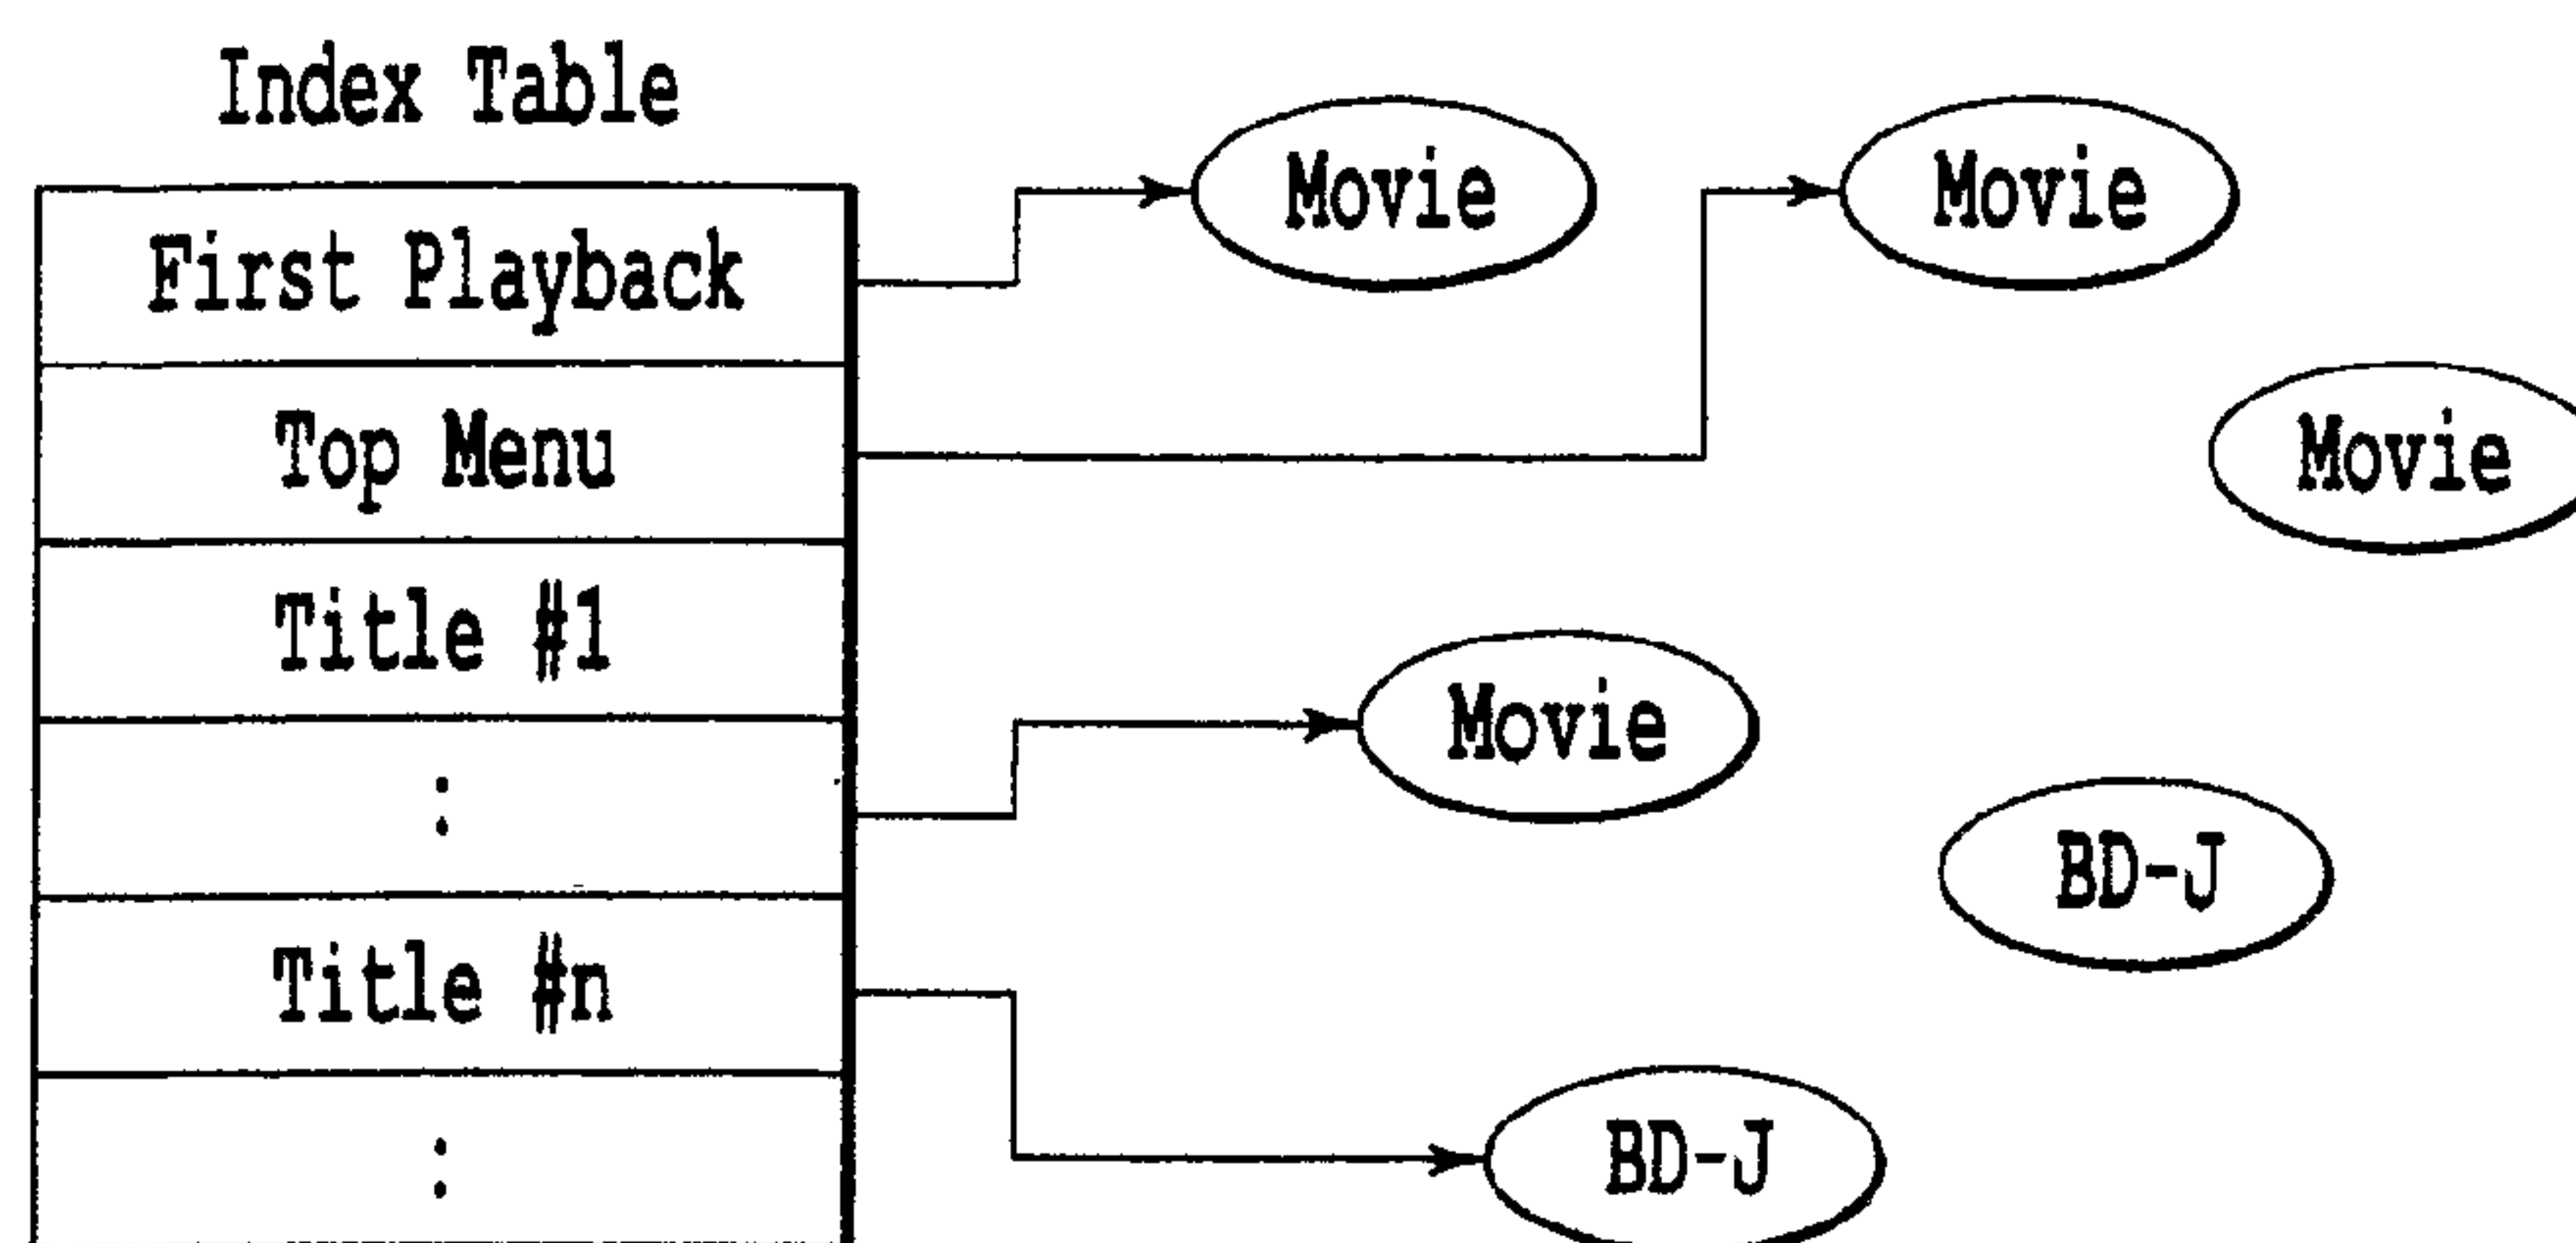 Index Table
First Playback
Top Menu
Title #1
:
Title #n
:
Movie
Movie
Movie
Movie
BD-J
BD-J